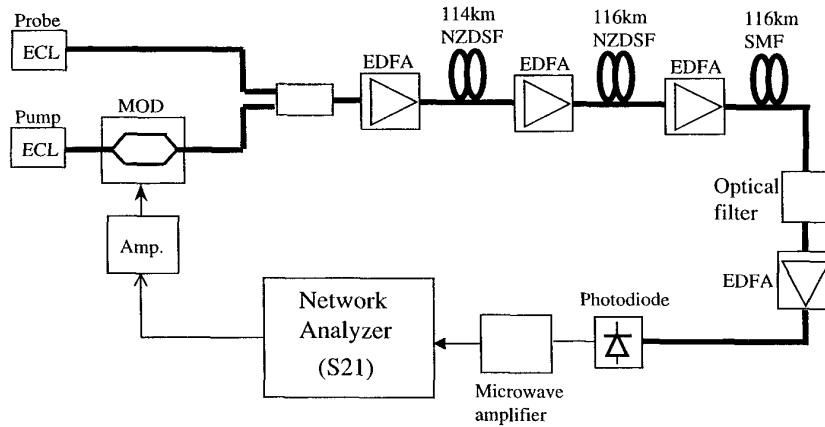 Probe
ECL
Pump
ECL
MOD
Amp.
EDFA
114km
NZDSF
EDFA
116km
NZDSF
EDFA
116km
SMF
Optical
filter
EDFA
Photodiode
Microwave
amplifier
Network
Analyzer
(S21)